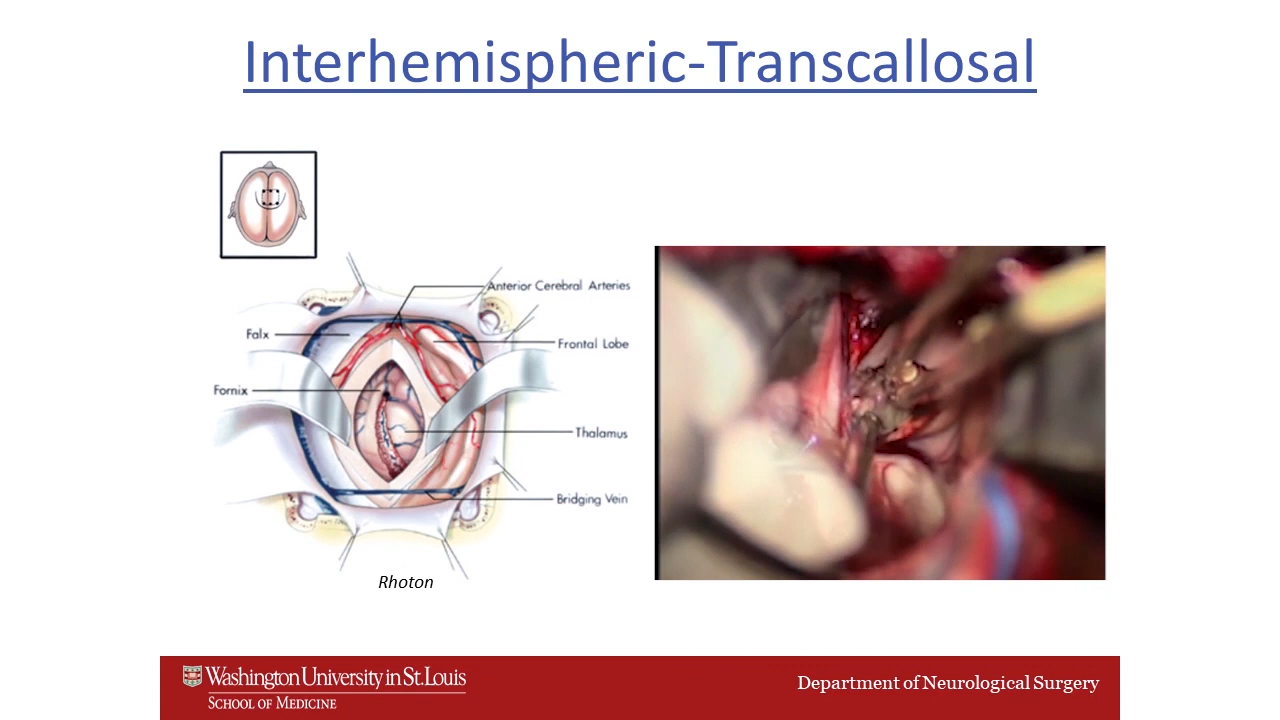 Interhemispheric-Transcallosal
Anterior Cerebral Arteries
Falx
Frontal Lobe
Fornix
Thalamus
Bridging Vein
Rhoton
Washington University in St. Louis
School of Medicine
Department of Neurological Surgery